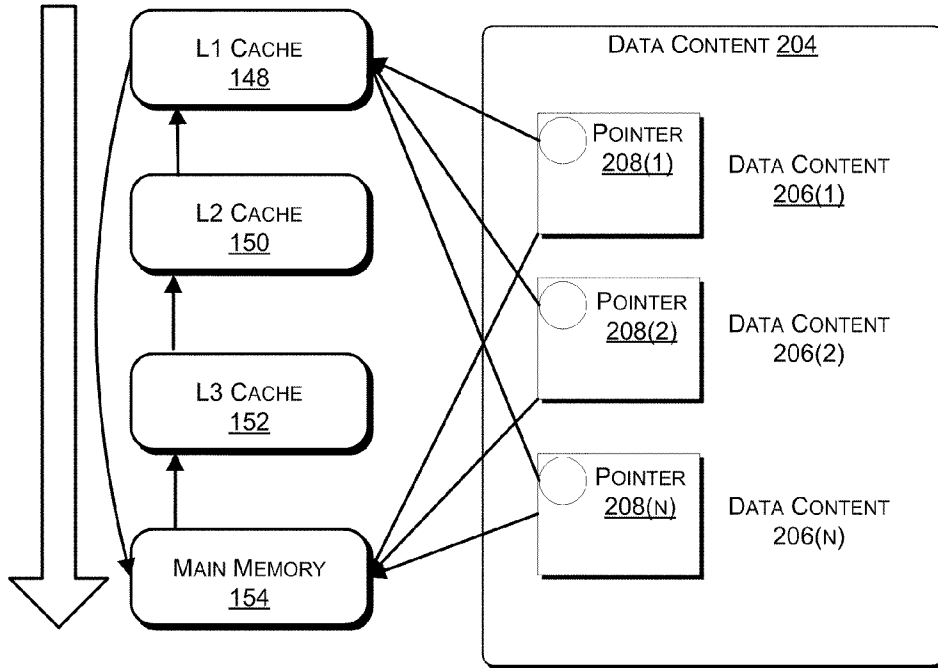 L1 CACHE
148
L2 CACHE
150
L3 CACHE
152
MAIN MEMORY
154
DATA CONTENT 204
POINTER
208(1)
DATA CONTENT
206(1)
POINTER
208(2)
DATA CONTENT
206(2)
POINTER
208(N)
DATA CONTENT
206(N)